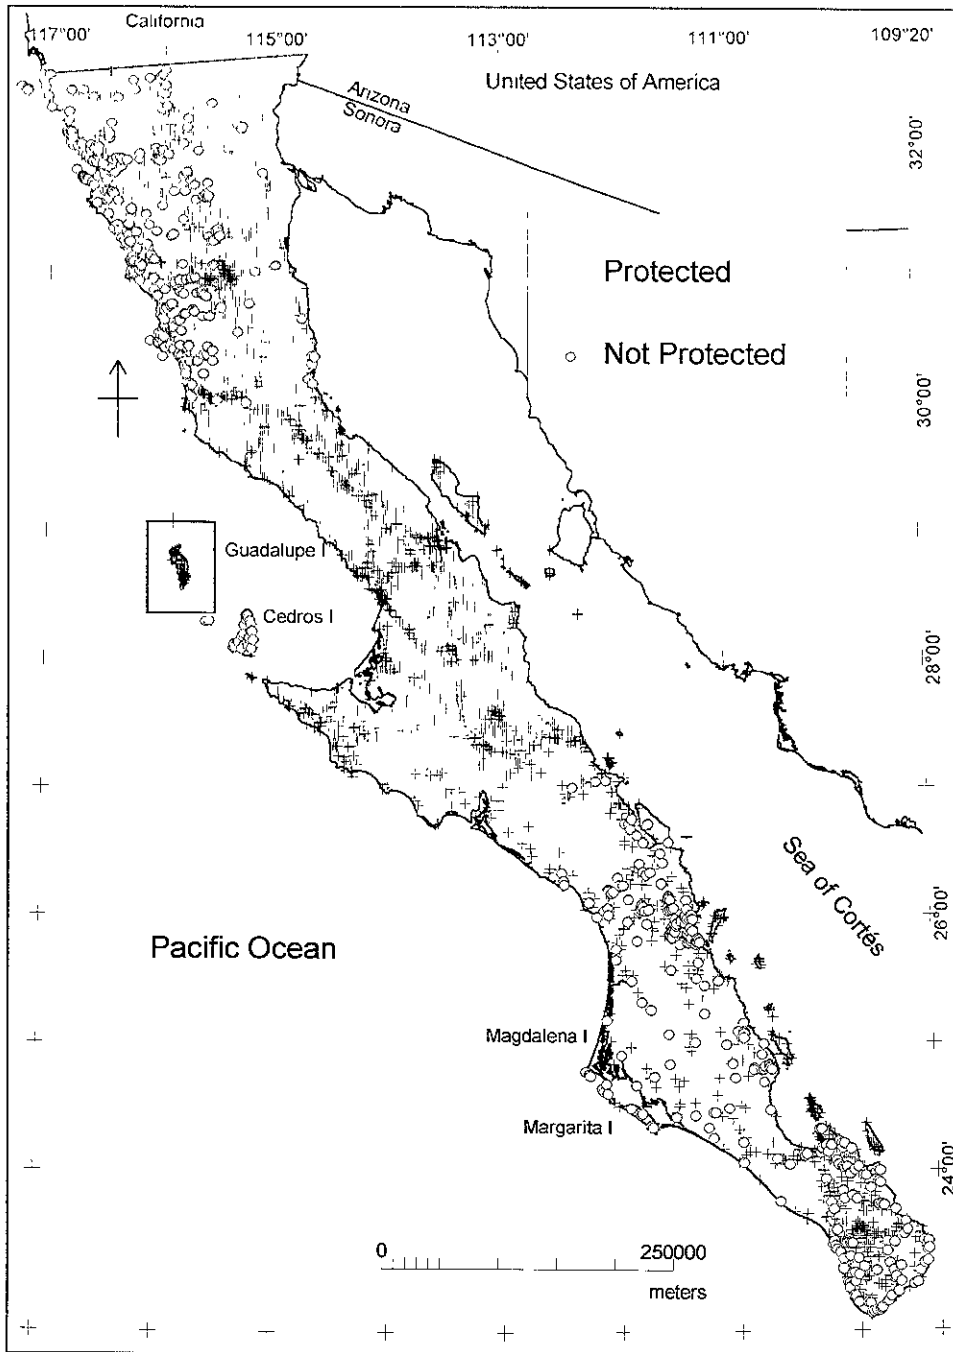 California
117°00' 115°00' 113°00' 111°00' 109°20'
United States of America
Arizona
Sonora
32°00'
Protected
Not Protected
30°00'
Guadalupe I
Cedros I
28°00'
Sea of Cortés
26°00'
Pacific Ocean
Magdalena I
Margarita I
24°00'
0 250000
meters